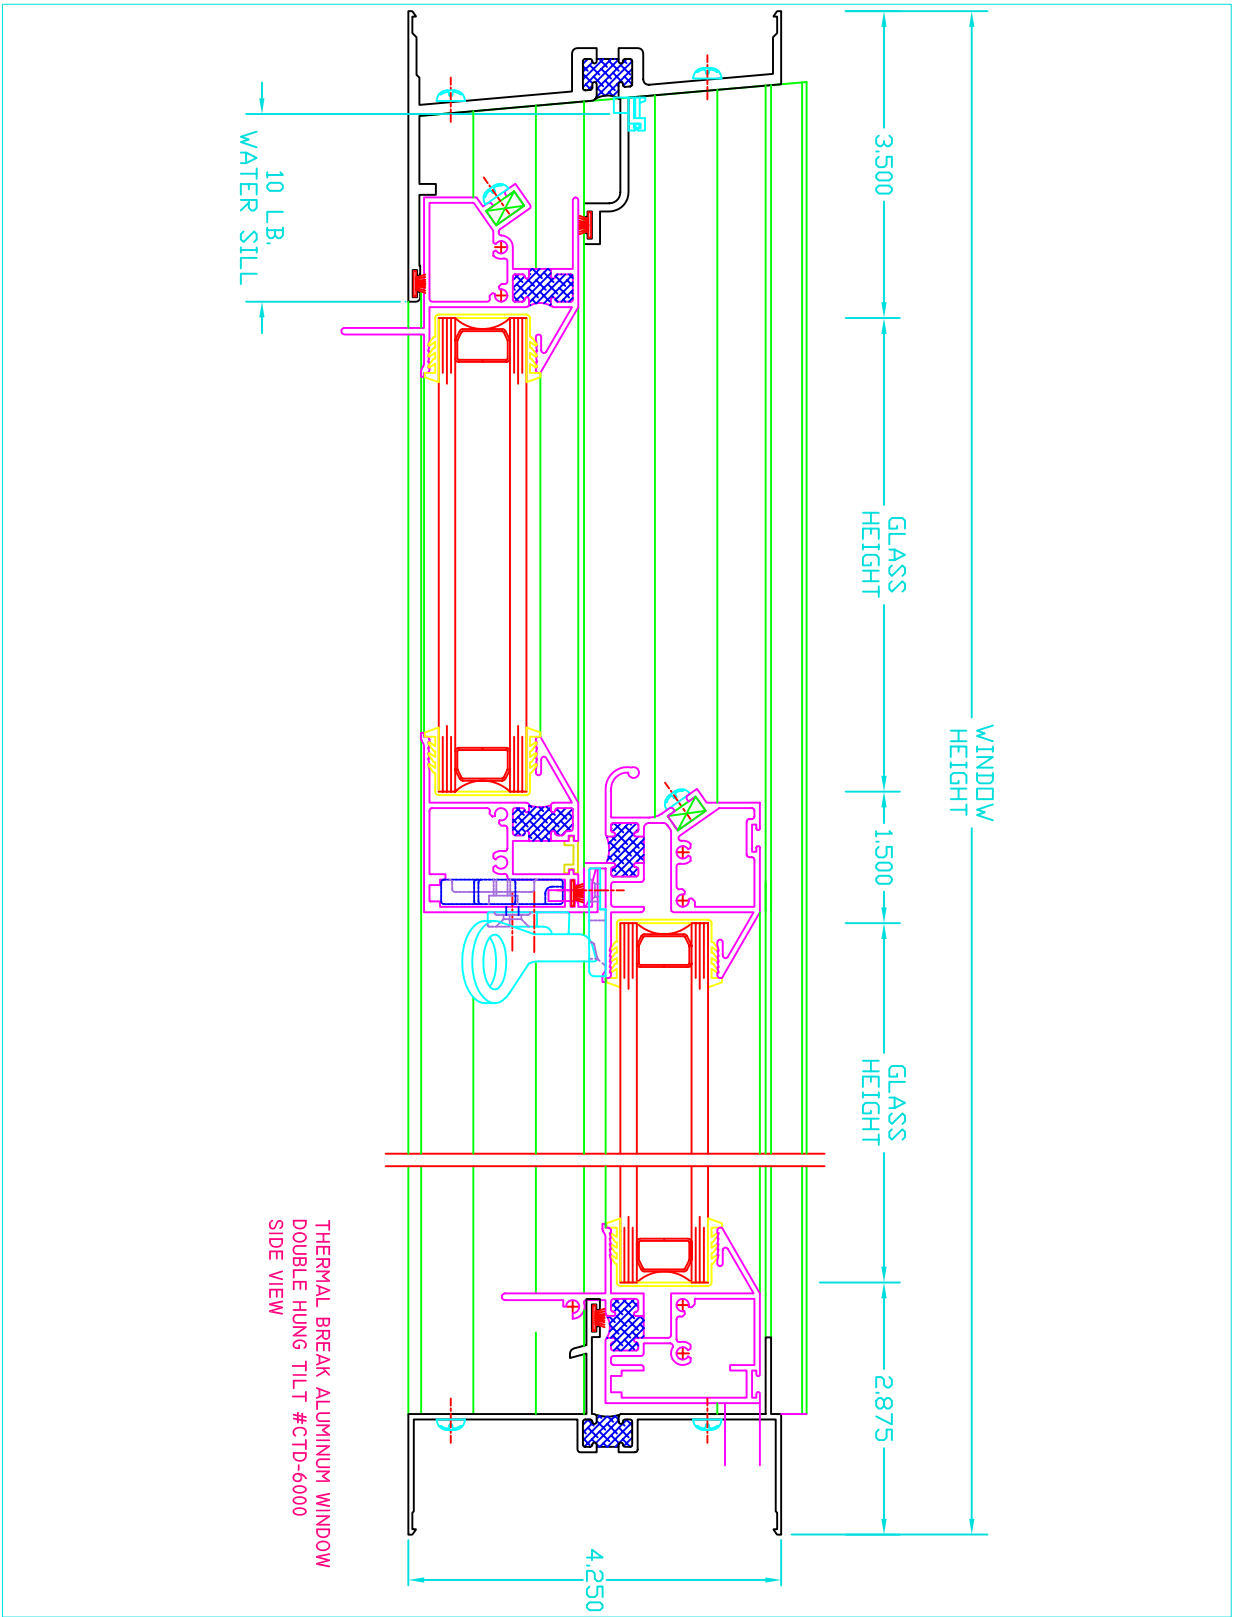 WINDOW
HEIGHT
3.500
GLASS
HEIGHT
1.500
GLASS
HEIGHT
2.875
10 LB.
WATER SILL
4.250
THERMAL BREAK ALUMINUM WINDOW
DOUBLE HUNG TILT #CTD-6000
SIDE VIEW